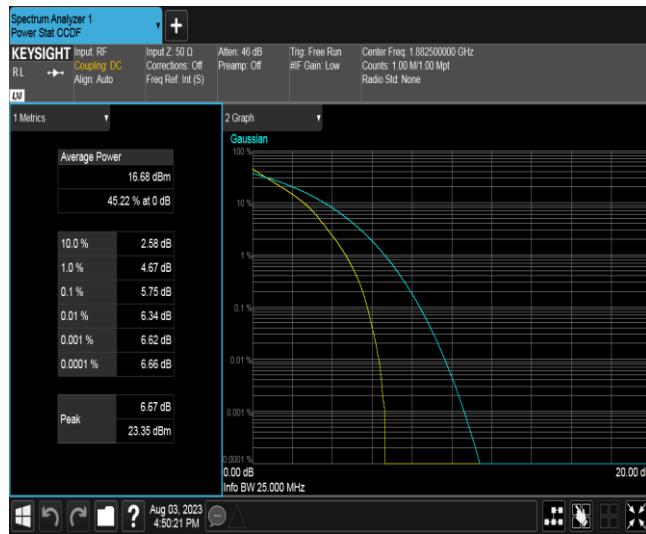 Spectrum Analyzer 1
Power Stat CCDF
+
KEYSIGHT
RL
LXI
Input: RF
Coupling: DC
Align: Auto
Input Z: 50 Ω
Corrections: Off
Freq Ref: Int (S)
Atten: 46 dB
Preamp: Off
Trig: Free Run
#IF Gain: Low
Center Freq: 1.882500000 GHz
Counts: 1.00 M/1.00 Mpt
Radio Std: None
1 Metrics
Average Power
16.68 dBm
45.22 % at 0 dB
10.0 % 2.58 dB
1.0 % 4.67 dB
0.1 % 5.75 dB
0.01 % 6.34 dB
0.001 % 6.62 dB
0.0001 % 6.66 dB
Peak
6.67 dB
23.35 dBm
2 Graph
Gaussian
100 %
10 %
1 %
0.1 %
0.01 %
0.001 %
0.0001 %
0.00 dB
20.00 d
Info BW 25.000 MHz
?
Aug 03, 2023
4:50:21 PM